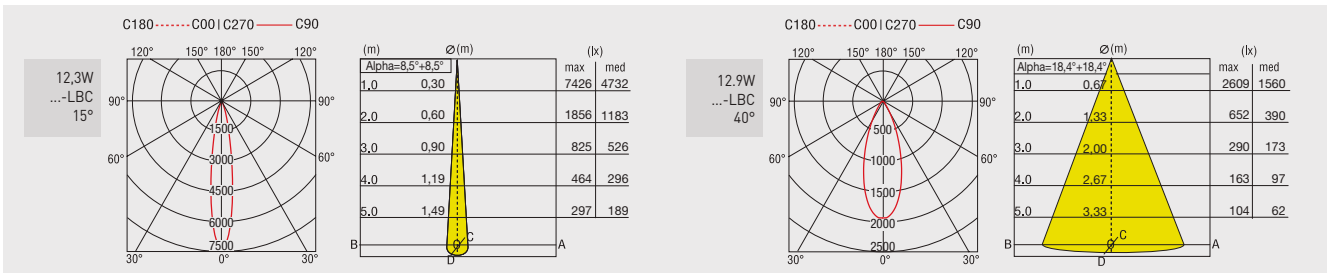 C180 ------- C00 | C270 —— C90
12,3W
...-LBC
15°
120° 150° 180° 150° 120°
90° 90°
60° 60°
30° 0° 30°
1500
3000
4500
6000
7500
(m) Ø(m) (lx)
Alpha=8,5°+8,5° max med
1.0 0,30 7426 4732
2.0 0,60 1856 1183
3.0 0,90 825 526
4.0 1,19 464 296
5.0 1,49 297 189
B C A
D
C180 ------- C00 | C270 —— C90
12.9W
...-LBC
40°
120° 150° 180° 150° 120°
90° 90°
60° 60°
30° 0° 30°
500
1000
1500
2000
2500
(m) Ø(m) (lx)
Alpha=18,4°+18,4° max med
1.0 0,67 2609 1560
2.0 1,33 652 390
3.0 2,00 290 173
4.0 2,67 163 97
5.0 3,33 104 62
B C A
D